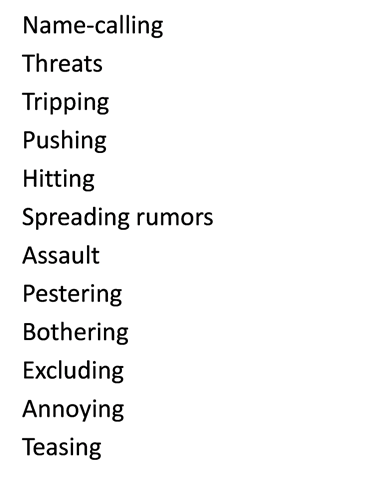 Name-calling
Threats
Tripping
Pushing
Hitting
Spreading rumors
Assault
Pestering
Bothering
Excluding
Annoying
Teasing